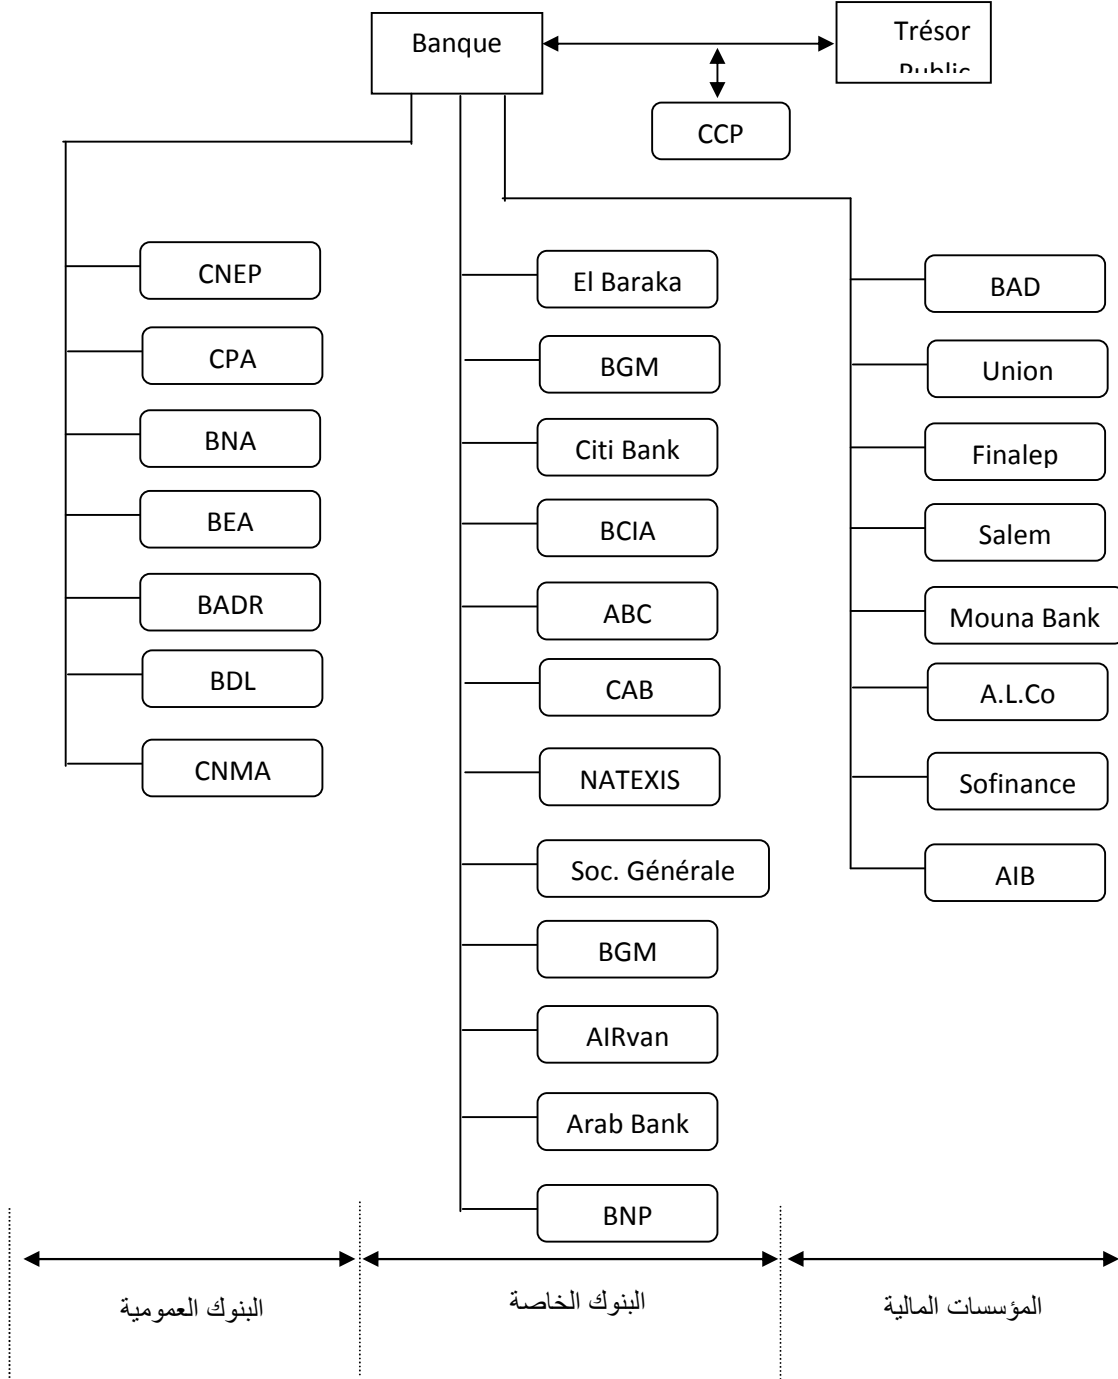 Banque
Trésor
Public
CCP
CNEP
CPA
BNA
BEA
BADR
BDL
CNMA
El Baraka
BGM
Citi Bank
BCIA
ABC
CAB
NATEXIS
Soc. Générale
BGM
AIRvan
Arab Bank
BNP
BAD
Union
Finalep
Salem
Mouna Bank
A.L.Co
Sofinance
AIB
البنوك العمومية
البنوك الخاصة
المؤسسات المالية